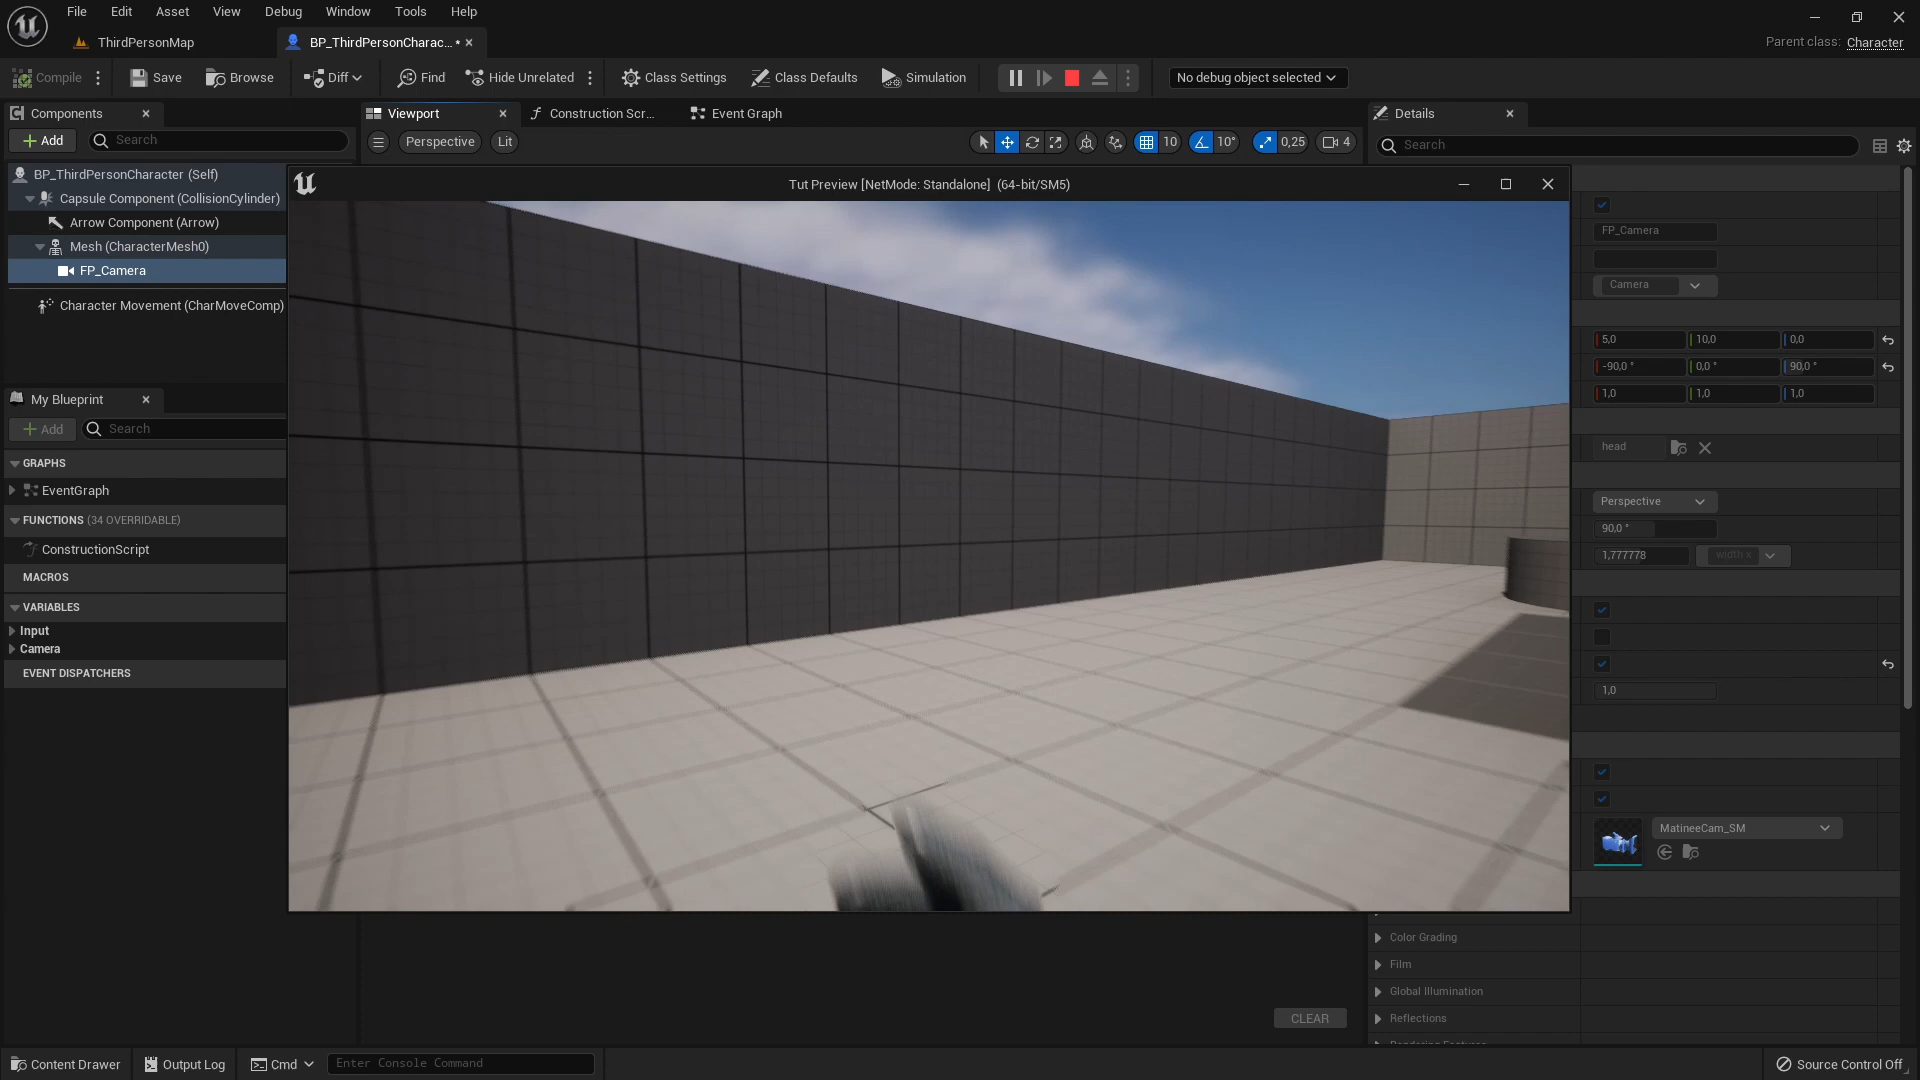 File Edit Asset View Debug Window Tools Help
ThirdPersonMap
BP_ThirdPersonCharac... *
Parent class: Character
Compile Save Browse Diff Find Hide Unrelated Class Settings Class Defaults Simulation No debug object selected
Components
Viewport
Construction Scr...
Event Graph
Details
Add
Search
Perspective
Lit
10
10°
0,25
4
Search
BP_ThirdPersonCharacter (Self)
Capsule Component (CollisionCylinder)
Arrow Component (Arrow)
Mesh (CharacterMesh0)
FP_Camera
Character Movement (CharMoveComp)
Tut Preview [NetMode: Standalone] (64-bit/SM5)
FP_Camera
Camera
5,0 10,0 0,0
-90,0 ° 0,0 ° 90,0 °
1,0 1,0 1,0
head
Perspective
90,0 °
1,777778
width x
1,0
MatineeCam_SM
My Blueprint
Add
Search
GRAPHS
EventGraph
FUNCTIONS (34 OVERRIDABLE)
ConstructionScript
MACROS
VARIABLES
Input
Camera
EVENT DISPATCHERS
Color Grading
Film
Global Illumination
Reflections
CLEAR
Content Drawer
Output Log
Cmd
Enter Console Command
Source Control Off